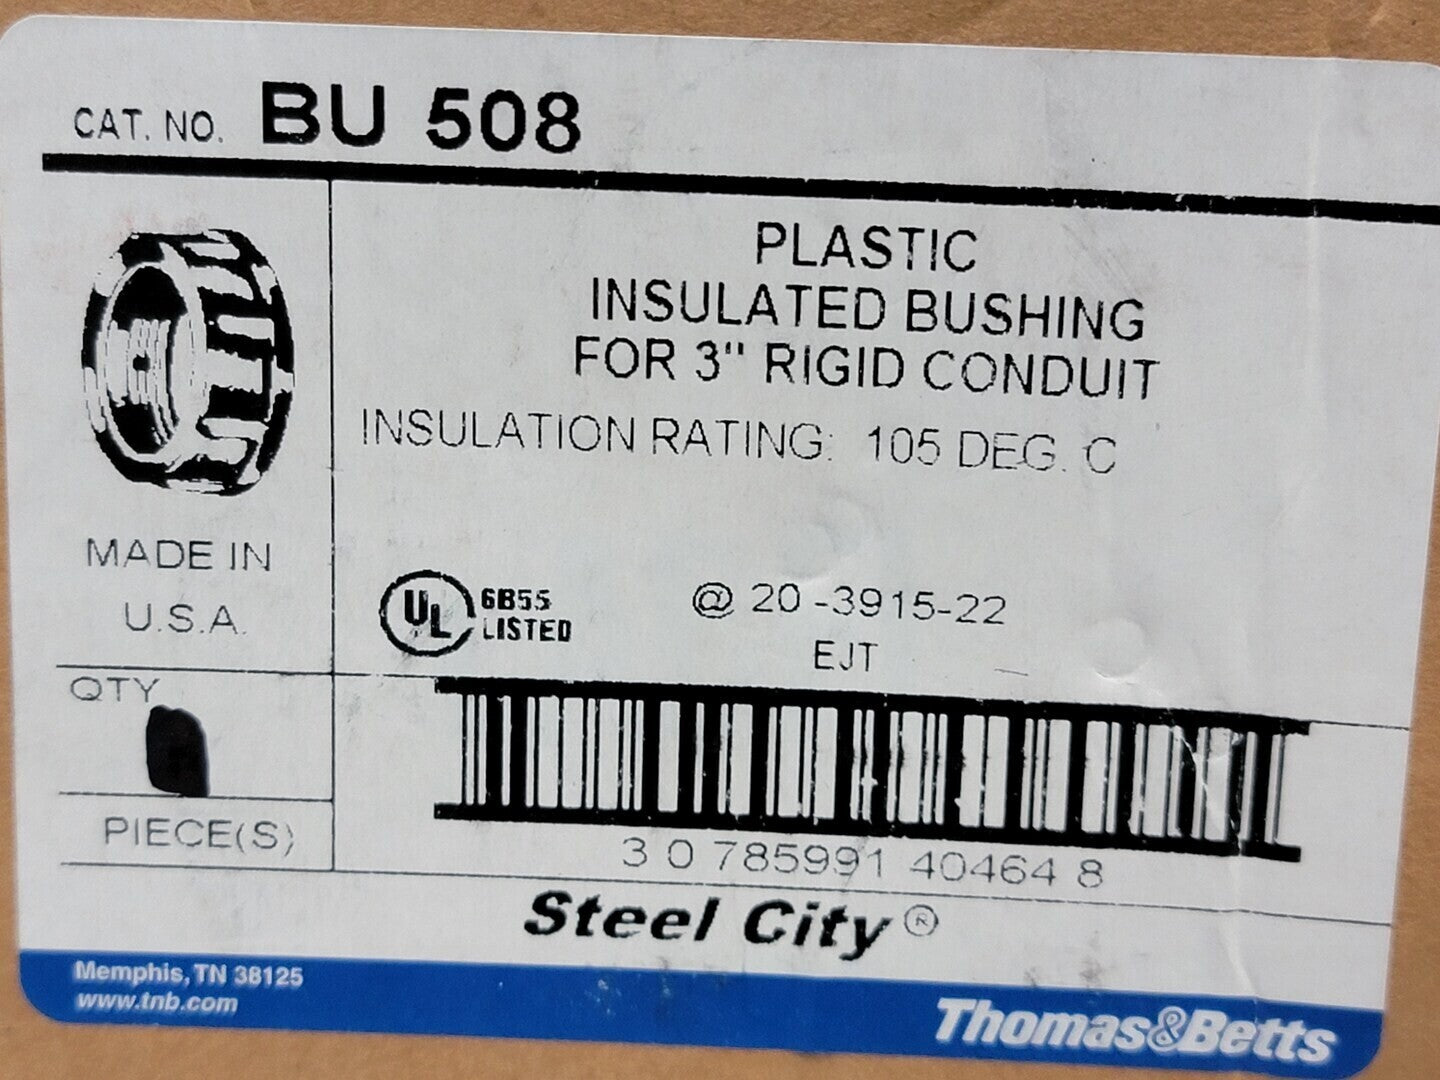 CAT. NO. BU 508
PLASTIC
INSULATED BUSHING
FOR 3" RIGID CONDUIT
INSULATION RATING: 105 DEG. C
MADE IN
U.S.A.
UL 6B55
LISTED
@ 20-3915-22
EJT
QTY
PIECE(S)
3 0 785991 40464 8
Steel City ®
Memphis, TN 38125
www.tnb.com
Thomas&Betts